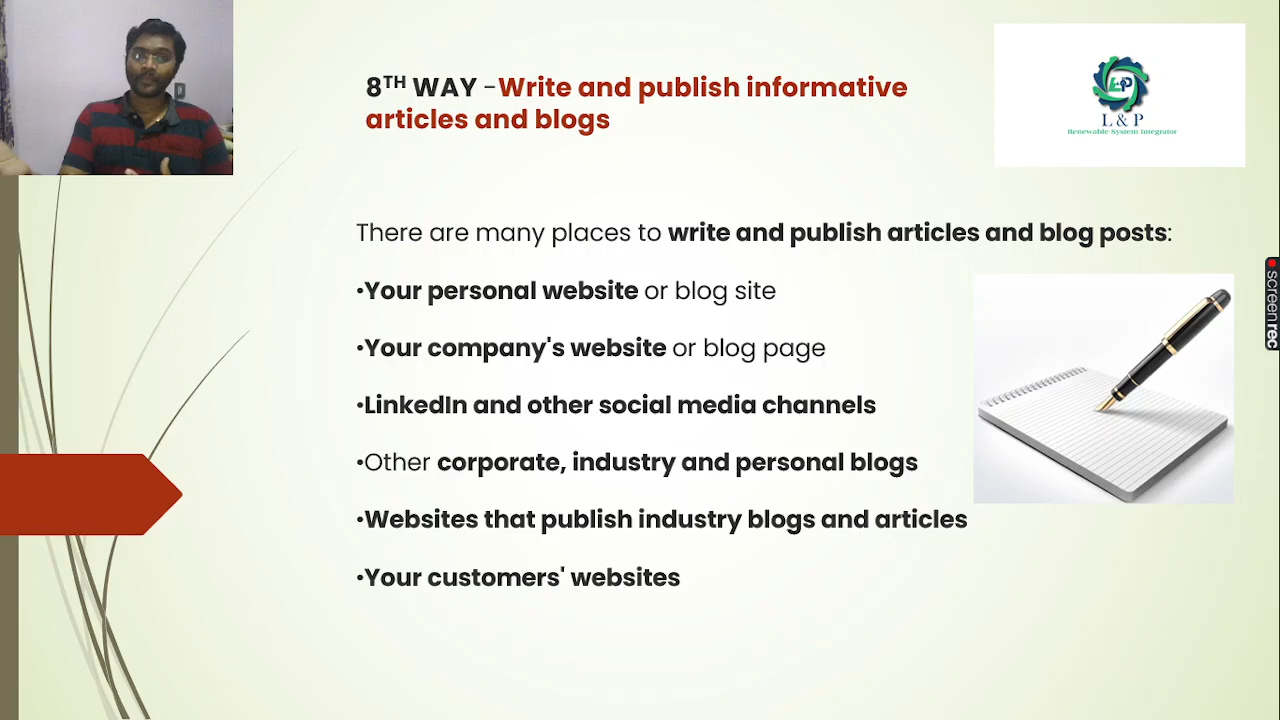 8TH WAY -Write and publish informative
articles and blogs
L&P
L & P
Renewable System Integrator
There are many places to write and publish articles and blog posts:
•Your personal website or blog site
•Your company's website or blog page
•LinkedIn and other social media channels
•Other corporate, industry and personal blogs
•Websites that publish industry blogs and articles
•Your customers' websites
screenrec